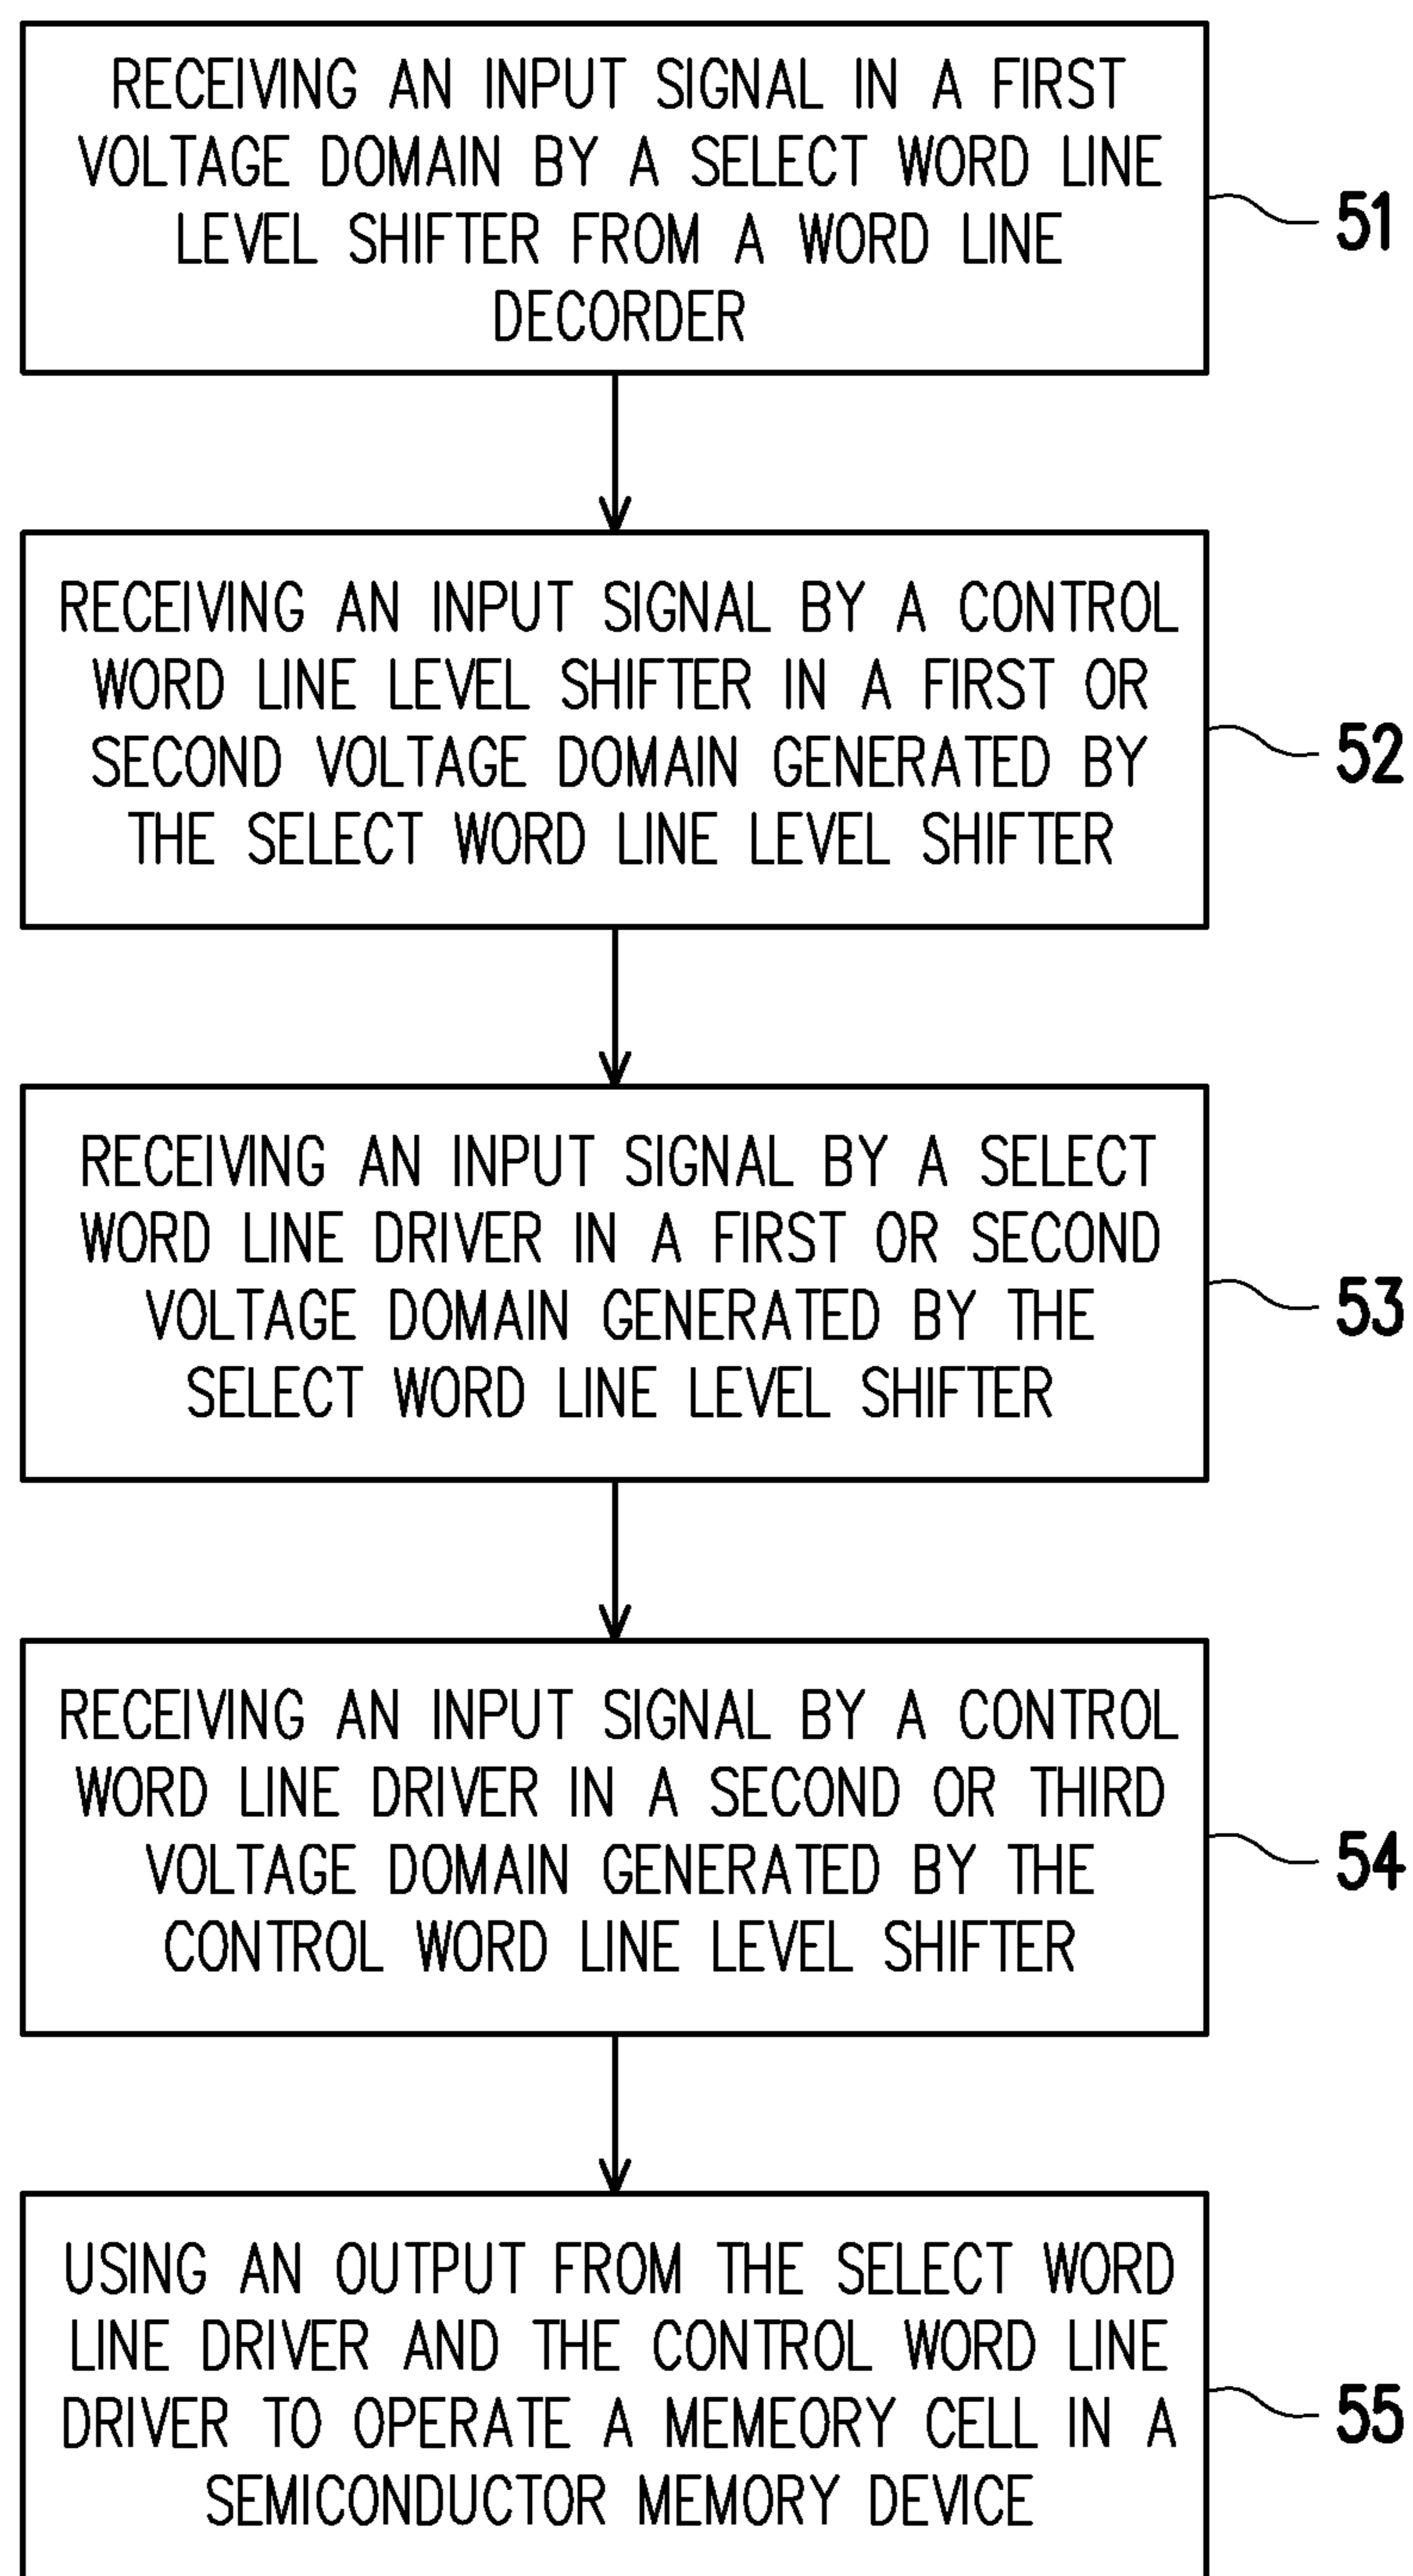 RECEIVING AN INPUT SIGNAL IN A FIRST
VOLTAGE DOMAIN BY A SELECT WORD LINE
LEVEL SHIFTER FROM A WORD LINE
DECORDER
51
RECEIVING AN INPUT SIGNAL BY A CONTROL
WORD LINE LEVEL SHIFTER IN A FIRST OR
SECOND VOLTAGE DOMAIN GENERATED BY
THE SELECT WORD LINE LEVEL SHIFTER
52
RECEIVING AN INPUT SIGNAL BY A SELECT
WORD LINE DRIVER IN A FIRST OR SECOND
VOLTAGE DOMAIN GENERATED BY THE
SELECT WORD LINE LEVEL SHIFTER
53
RECEIVING AN INPUT SIGNAL BY A CONTROL
WORD LINE DRIVER IN A SECOND OR THIRD
VOLTAGE DOMAIN GENERATED BY THE
CONTROL WORD LINE LEVEL SHIFTER
54
USING AN OUTPUT FROM THE SELECT WORD
LINE DRIVER AND THE CONTROL WORD LINE
DRIVER TO OPERATE A MEMEORY CELL IN A
SEMICONDUCTOR MEMORY DEVICE
55